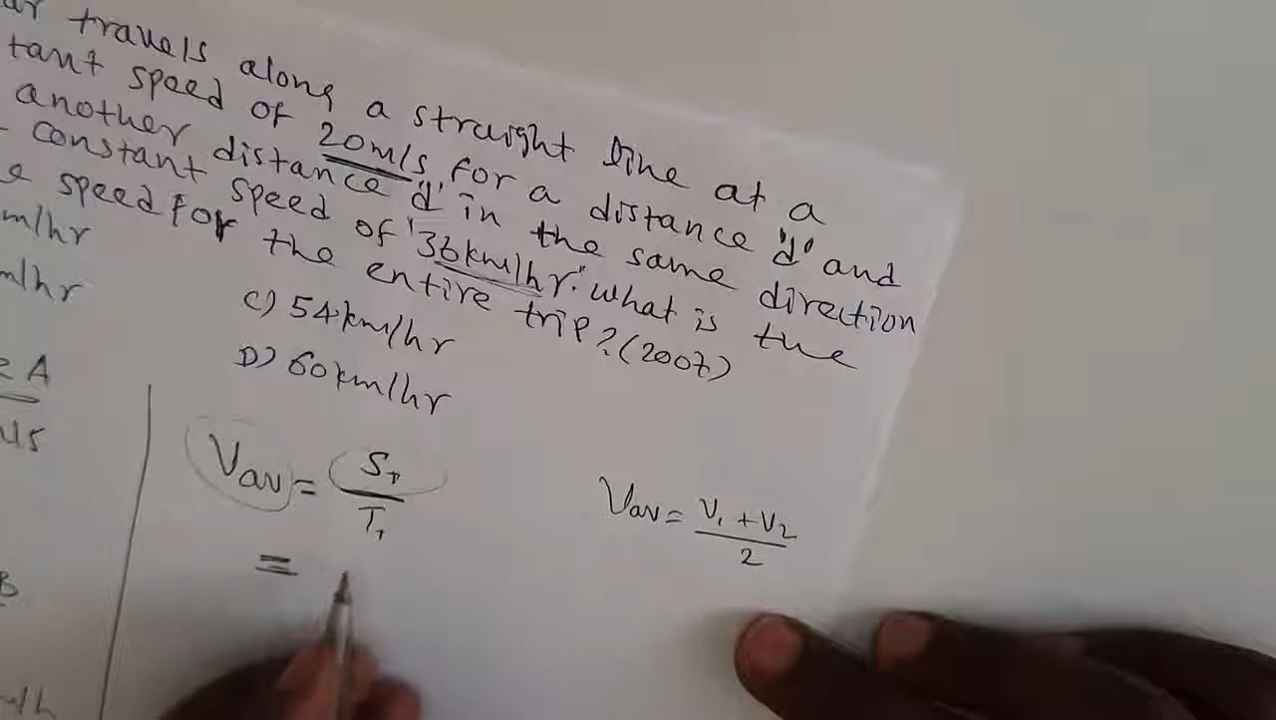 travels along a straight line at a
tant speed of 20m/s, for a distance 'd' and
another distance 'd' in the same direction
constant speed of '36km/hr'. what is the
e speed for the entire trip? (2007)
m/hr
m/hr
C) 54km/hr
D) 60km/hr
A
Vav = ST
TT
=
Vav = V1 + V2
2
B
m/h